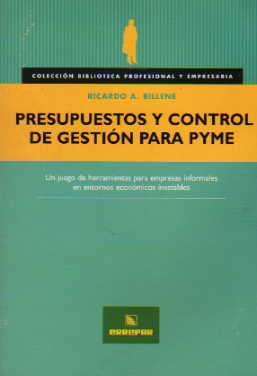 COLECCIÓN BIBLIOTECA PROFESIONAL Y EMPRESARIA
RICARDO A. BILLENE
PRESUPUESTOS Y CONTROL
DE GESTIÓN PARA PYME
Un juego de herramientas para empresas informales
en entornos económicos inestables
ERREPAR